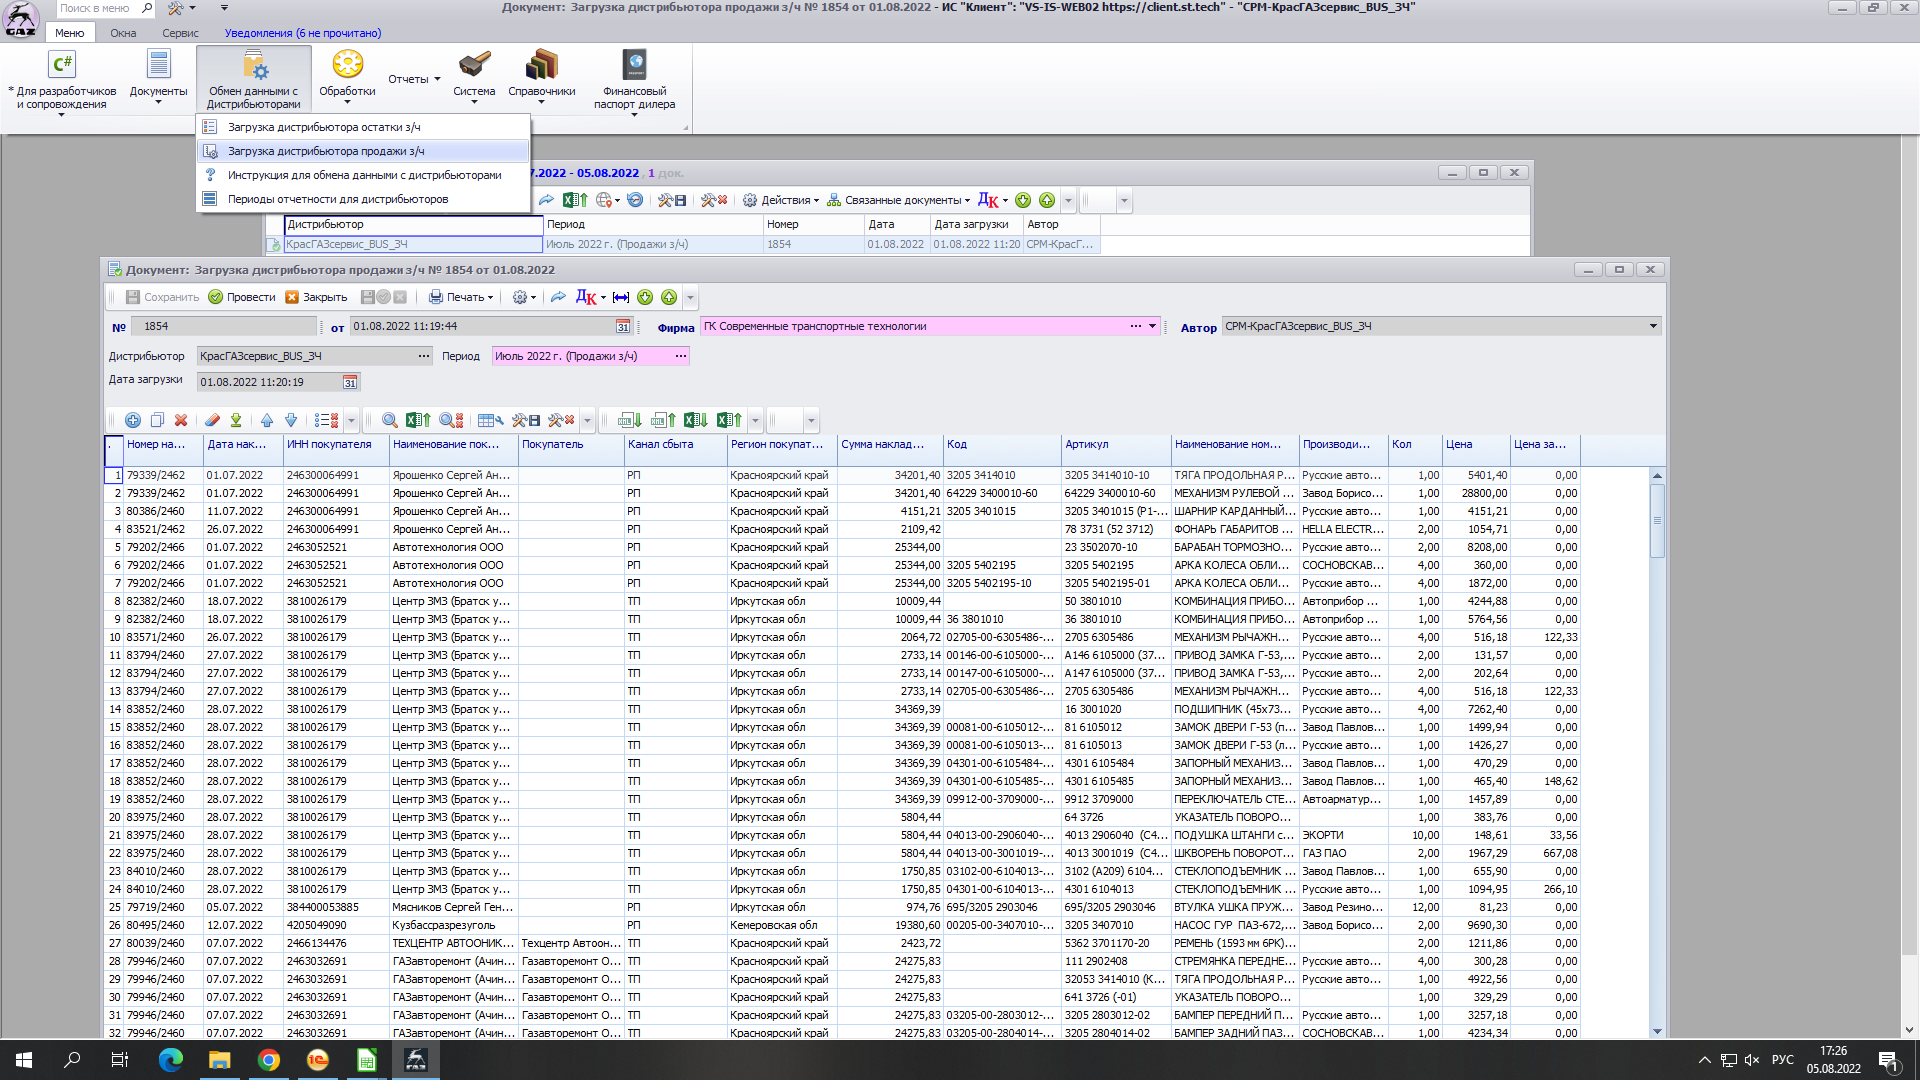 Документ: Загрузка дистрибьютора продажи з/ч № 1854 от 01.08.2022 - ИС "Клиент": "VS-IS-WEB02 https://client.st.tech" - "СРМ-КрасГАЗсервис_BUS_ЗЧ"
Поиск в меню
GAZ
Меню Окна Сервис Уведомления (6 не прочитано)
* Для разработчиков и сопровождения
Документы
Обмен данными с Дистрибьюторами
Обработки
Отчеты
Система
Справочники
Финансовый паспорт дилера
Загрузка дистрибьютора остатки з/ч
Загрузка дистрибьютора продажи з/ч
Инструкция для обмена данными с дистрибьюторами
Периоды отчетности для дистрибьюторов
7.2022 - 05.08.2022 , 1 док.
Действия Связанные документы ДК
Дистрибьютор Период Номер Дата Дата загрузки Автор
КрасГАЗсервис_BUS_ЗЧ Июль 2022 г. (Продажи з/ч) 1854 01.08.2022 01.08.2022 11:20 СРМ-КрасГ...
Документ: Загрузка дистрибьютора продажи з/ч № 1854 от 01.08.2022
Сохранить Провести Закрыть Печать ДК
№ 1854 от 01.08.2022 11:19:44 31 Фирма ГК Современные транспортные технологии Автор СРМ-КрасГАЗсервис_BUS_ЗЧ
Дистрибьютор КрасГАЗсервис_BUS_ЗЧ Период Июль 2022 г. (Продажи з/ч)
Дата загрузки 01.08.2022 11:20:19 31
. Номер на... Дата нак... ИНН покупателя Наименование пок... Покупатель Канал сбыта Регион покупат... Сумма наклад... Код Артикул Наименование ном... Производи... Кол Цена Цена за...
1 79339/2462 01.07.2022 246300064991 Ярошенко Сергей Ан... РП Красноярский край 34201,40 3205 3414010 3205 3414010-10 ТЯГА ПРОДОЛЬНАЯ Р... Русские авто... 1,00 5401,40 0,00
2 79339/2462 01.07.2022 246300064991 Ярошенко Сергей Ан... РП Красноярский край 34201,40 64229 3400010-60 64229 3400010-60 МЕХАНИЗМ РУЛЕВОЙ ... Завод Борисо... 1,00 28800,00 0,00
3 80386/2460 11.07.2022 246300064991 Ярошенко Сергей Ан... РП Красноярский край 4151,21 3205 3401015 3205 3401015 (Р1-... ШАРНИР КАРДАННЫЙ... Русские авто... 1,00 4151,21 0,00
4 83521/2462 26.07.2022 246300064991 Ярошенко Сергей Ан... РП Красноярский край 2109,42 78 3731 (52 3712) ФОНАРЬ ГАБАРИТОВ ... HELLA ELECTR... 2,00 1054,71 0,00
5 79202/2466 01.07.2022 2463052521 Автотехнология ООО РП Красноярский край 25344,00 23 3502070-10 БАРАБАН ТОРМОЗНО... Русские авто... 2,00 8208,00 0,00
6 79202/2466 01.07.2022 2463052521 Автотехнология ООО РП Красноярский край 25344,00 3205 5402195 3205 5402195 АРКА КОЛЕСА ОБЛИ... СОСНОВСКАВ... 4,00 360,00 0,00
7 79202/2466 01.07.2022 2463052521 Автотехнология ООО РП Красноярский край 25344,00 3205 5402195-10 3205 5402195-01 АРКА КОЛЕСА ОБЛИ... Русские авто... 4,00 1872,00 0,00
8 82382/2460 18.07.2022 3810026179 Центр ЗМЗ (Братск у... ТП Иркутская обл 10009,44 50 3801010 КОМБИНАЦИЯ ПРИБО... Автоприбор ... 1,00 4244,88 0,00
9 82382/2460 18.07.2022 3810026179 Центр ЗМЗ (Братск у... ТП Иркутская обл 10009,44 36 3801010 36 3801010 КОМБИНАЦИЯ ПРИБО... Автоприбор ... 1,00 5764,56 0,00
10 83571/2460 26.07.2022 3810026179 Центр ЗМЗ (Братск у... ТП Иркутская обл 2064,72 02705-00-6305486-... 2705 6305486 МЕХАНИЗМ РЫЧАЖН... Русские авто... 4,00 516,18 122,33
11 83794/2460 27.07.2022 3810026179 Центр ЗМЗ (Братск у... ТП Иркутская обл 2733,14 00146-00-6105000-... А146 6105000 (37... ПРИВОД ЗАМКА Г-53,... Русские авто... 2,00 131,57 0,00
12 83794/2460 27.07.2022 3810026179 Центр ЗМЗ (Братск у... ТП Иркутская обл 2733,14 00147-00-6105000-... А147 6105000 (37... ПРИВОД ЗАМКА Г-53,... Русские авто... 2,00 202,64 0,00
13 83794/2460 27.07.2022 3810026179 Центр ЗМЗ (Братск у... ТП Иркутская обл 2733,14 02705-00-6305486-... 2705 6305486 МЕХАНИЗМ РЫЧАЖН... Русские авто... 4,00 516,18 122,33
14 83852/2460 28.07.2022 3810026179 Центр ЗМЗ (Братск у... ТП Иркутская обл 34369,39 16 3001020 ПОДШИПНИК (45х73... Русские авто... 4,00 7262,40 0,00
15 83852/2460 28.07.2022 3810026179 Центр ЗМЗ (Братск у... ТП Иркутская обл 34369,39 00081-00-6105012-... 81 6105012 ЗАМОК ДВЕРИ Г-53 (п... Завод Павлов... 1,00 1499,94 0,00
16 83852/2460 28.07.2022 3810026179 Центр ЗМЗ (Братск у... ТП Иркутская обл 34369,39 00081-00-6105013-... 81 6105013 ЗАМОК ДВЕРИ Г-53 (л... Русские авто... 1,00 1426,27 0,00
17 83852/2460 28.07.2022 3810026179 Центр ЗМЗ (Братск у... ТП Иркутская обл 34369,39 04301-00-6105484-... 4301 6105484 ЗАПОРНЫЙ МЕХАНИЗ... Завод Павлов... 1,00 470,29 0,00
18 83852/2460 28.07.2022 3810026179 Центр ЗМЗ (Братск у... ТП Иркутская обл 34369,39 04301-00-6105485-... 4301 6105485 ЗАПОРНЫЙ МЕХАНИЗ... Завод Павлов... 1,00 465,40 148,62
19 83852/2460 28.07.2022 3810026179 Центр ЗМЗ (Братск у... ТП Иркутская обл 34369,39 09912-00-3709000-... 9912 3709000 ПЕРЕКЛЮЧАТЕЛЬ СТЕ... Автоарматур... 1,00 1457,89 0,00
20 83975/2460 28.07.2022 3810026179 Центр ЗМЗ (Братск у... ТП Иркутская обл 5804,44 64 3726 УКАЗАТЕЛЬ ПОВОРО... 1,00 383,76 0,00
21 83975/2460 28.07.2022 3810026179 Центр ЗМЗ (Братск у... ТП Иркутская обл 5804,44 04013-00-2906040-... 4013 2906040 (С4... ПОДУШКА ШТАНГИ с... ЭКОРТИ 10,00 148,61 33,56
22 83975/2460 28.07.2022 3810026179 Центр ЗМЗ (Братск у... ТП Иркутская обл 5804,44 04013-00-3001019-... 4013 3001019 (С4... ШКВОРЕНЬ ПОВОРОТ... ГАЗ ПАО 2,00 1967,29 667,08
23 84010/2460 28.07.2022 3810026179 Центр ЗМЗ (Братск у... ТП Иркутская обл 1750,85 03102-00-6104013-... 3102 (А209) 6104... СТЕКЛОПОДЪЕМНИК ... Завод Павлов... 1,00 655,90 0,00
24 84010/2460 28.07.2022 3810026179 Центр ЗМЗ (Братск у... ТП Иркутская обл 1750,85 04301-00-6104013-... 4301 6104013 СТЕКЛОПОДЪЕМНИК ... Русские авто... 1,00 1094,95 266,10
25 79719/2460 05.07.2022 384400053885 Мясников Сергей Ген... РП Иркутская обл 974,76 695/3205 2903046 695/3205 2903046 ВТУЛКА УШКА ПРУЖ... Завод Резино... 12,00 81,23 0,00
26 80495/2460 12.07.2022 4205049090 Кузбассразрезуголь РП Кемеровская обл 19380,60 00205-00-3407010-... 3205 3407010 НАСОС ГУР ПАЗ-672,... Завод Борисо... 2,00 9690,30 0,00
27 80039/2460 07.07.2022 2466134476 ТЕХЦЕНТР АВТООНИК... Техцентр Автоон... ТП Красноярский край 2423,72 5362 3701170-20 РЕМЕНЬ (1593 мм 6РК)... 2,00 1211,86 0,00
28 79946/2460 07.07.2022 2463032691 ГАЗавторемонт (Ачин... Газавторемонт О... ТП Красноярский край 24275,83 111 2902408 СТРЕМЯНКА ПЕРЕДНЕ... Русские авто... 4,00 300,28 0,00
29 79946/2460 07.07.2022 2463032691 ГАЗавторемонт (Ачин... Газавторемонт О... ТП Красноярский край 24275,83 32053 3414010 (К... ТЯГА ПРОДОЛЬНАЯ Р... Русские авто... 1,00 4922,56 0,00
30 79946/2460 07.07.2022 2463032691 ГАЗавторемонт (Ачин... Газавторемонт О... ТП Красноярский край 24275,83 641 3726 (-01) УКАЗАТЕЛЬ ПОВОРО... 1,00 329,29 0,00
31 79946/2460 07.07.2022 2463032691 ГАЗавторемонт (Ачин... Газавторемонт О... ТП Красноярский край 24275,83 03205-00-2803012-... 3205 2803012-02 БАМПЕР ПЕРЕДНИЙ П... Русские авто... 1,00 3257,18 0,00
32 79946/2460 07.07.2022 2463032691 ГАЗавторемонт (Ачин... Газавторемонт О... ТП Красноярский край 24275,83 03205-00-2804014-... 3205 2804014-02 БАМПЕР ЗАДНИЙ ПАЗ... СОСНОВСКАВ... 1,00 4234,34 0,00
РУС 17:26
05.08.2022 1